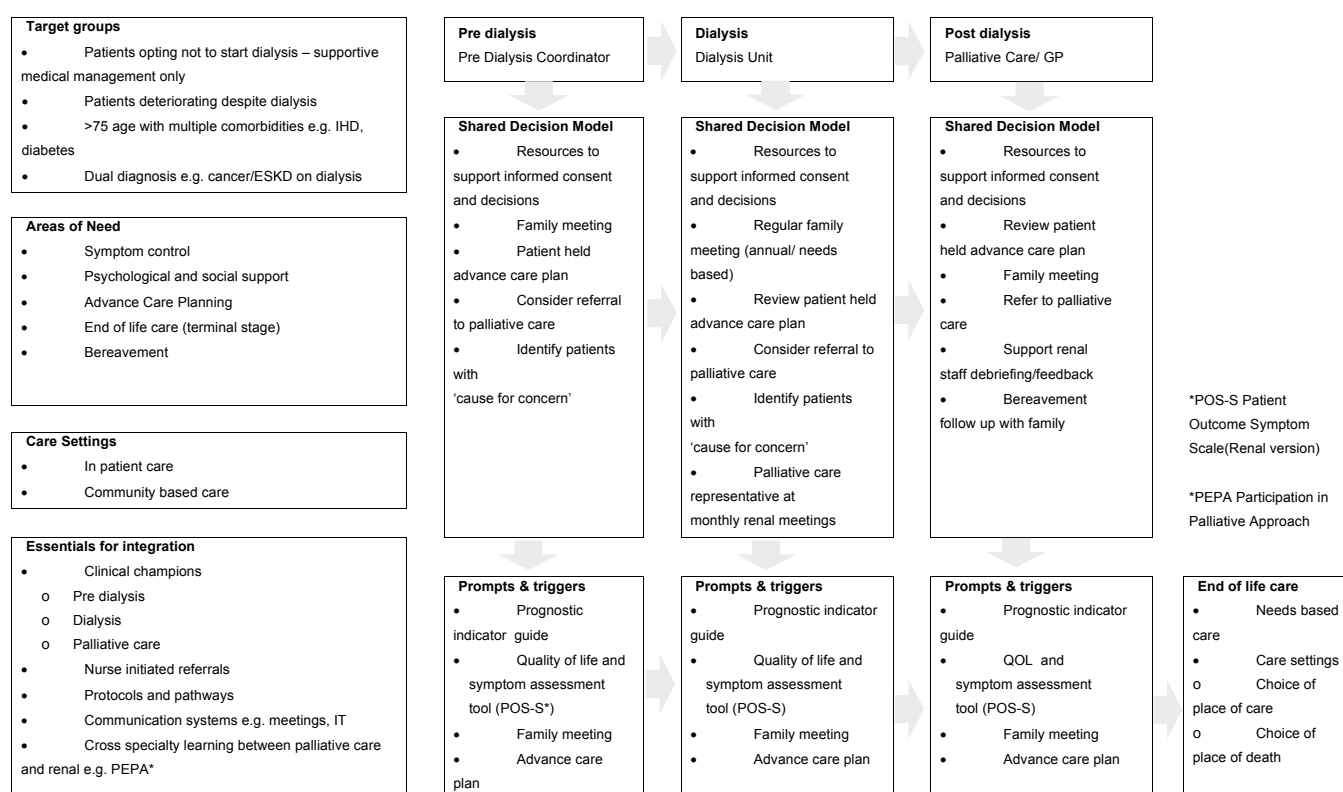 Target groups
• Patients opting not to start dialysis – supportive
medical management only
• Patients deteriorating despite dialysis
• >75 age with multiple comorbidities e.g. IHD,
diabetes
• Dual diagnosis e.g. cancer/ESKD on dialysis
Areas of Need
• Symptom control
• Psychological and social support
• Advance Care Planning
• End of life care (terminal stage)
• Bereavement
Care Settings
• In patient care
• Community based care
Essentials for integration
• Clinical champions
o Pre dialysis
o Dialysis
o Palliative care
• Nurse initiated referrals
• Protocols and pathways
• Communication systems e.g. meetings, IT
• Cross specialty learning between palliative care
and renal e.g. PEPA*
Pre dialysis
Pre Dialysis Coordinator
Dialysis
Dialysis Unit
Post dialysis
Palliative Care/ GP
Shared Decision Model
• Resources to
support informed consent
and decisions
• Family meeting
• Patient held
advance care plan
• Consider referral
to palliative care
• Identify patients
with
‘cause for concern’
Shared Decision Model
• Resources to
support informed consent
and decisions
• Regular family
meeting (annual/ needs
based)
• Review patient held
advance care plan
• Consider referral to
palliative care
• Identify patients
with
‘cause for concern’
• Palliative care
representative at
monthly renal meetings
Shared Decision Model
• Resources to
support informed consent
and decisions
• Review patient
held advance care plan
• Family meeting
• Refer to palliative
care
• Support renal
staff debriefing/feedback
• Bereavement
follow up with family
*POS-S Patient
Outcome Symptom
Scale(Renal version)
*PEPA Participation in
Palliative Approach
Prompts & triggers
• Prognostic
indicator guide
• Quality of life and
symptom assessment
tool (POS-S*)
• Family meeting
• Advance care
plan
Prompts & triggers
• Prognostic indicator
guide
• Quality of life and
symptom assessment
tool (POS-S)
• Family meeting
• Advance care plan
Prompts & triggers
• Prognostic indicator
guide
• QOL and
symptom assessment
tool (POS-S)
• Family meeting
• Advance care plan
End of life care
• Needs based
care
• Care settings
o Choice of
place of care
o Choice of
place of death